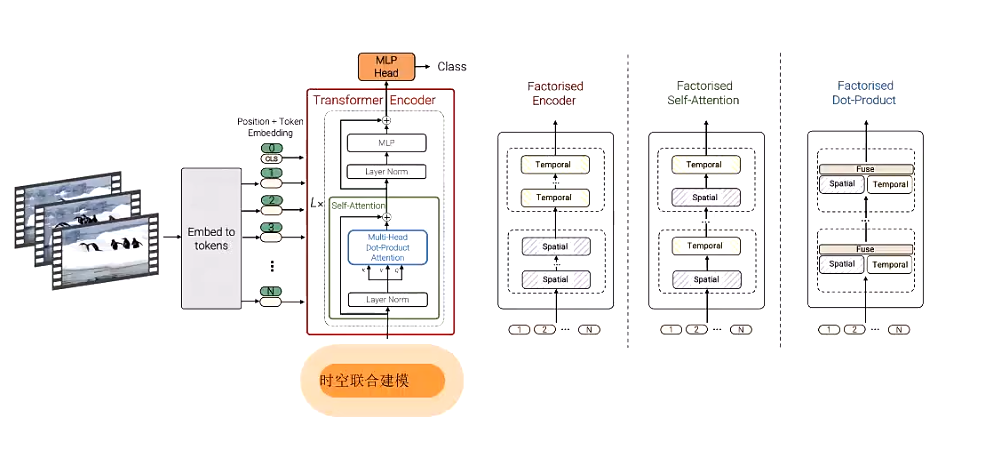 MLP
Head
Class
Transformer Encoder
Position + Token
Embedding
0
CLS
1
2
3
N
Embed to
tokens
L×
MLP
Layer Norm
Self-Attention
Multi-Head
Dot-Product
Attention
K
V
Q
Layer Norm
时空联合建模
Factorised
Encoder
Temporal
...
Temporal
Spatial
...
Spatial
1
2
...
N
Factorised
Self-Attention
Temporal
Spatial
...
Temporal
Spatial
1
2
...
N
Factorised
Dot-Product
Fuse
Spatial
Temporal
...
Fuse
Spatial
Temporal
1
2
...
N